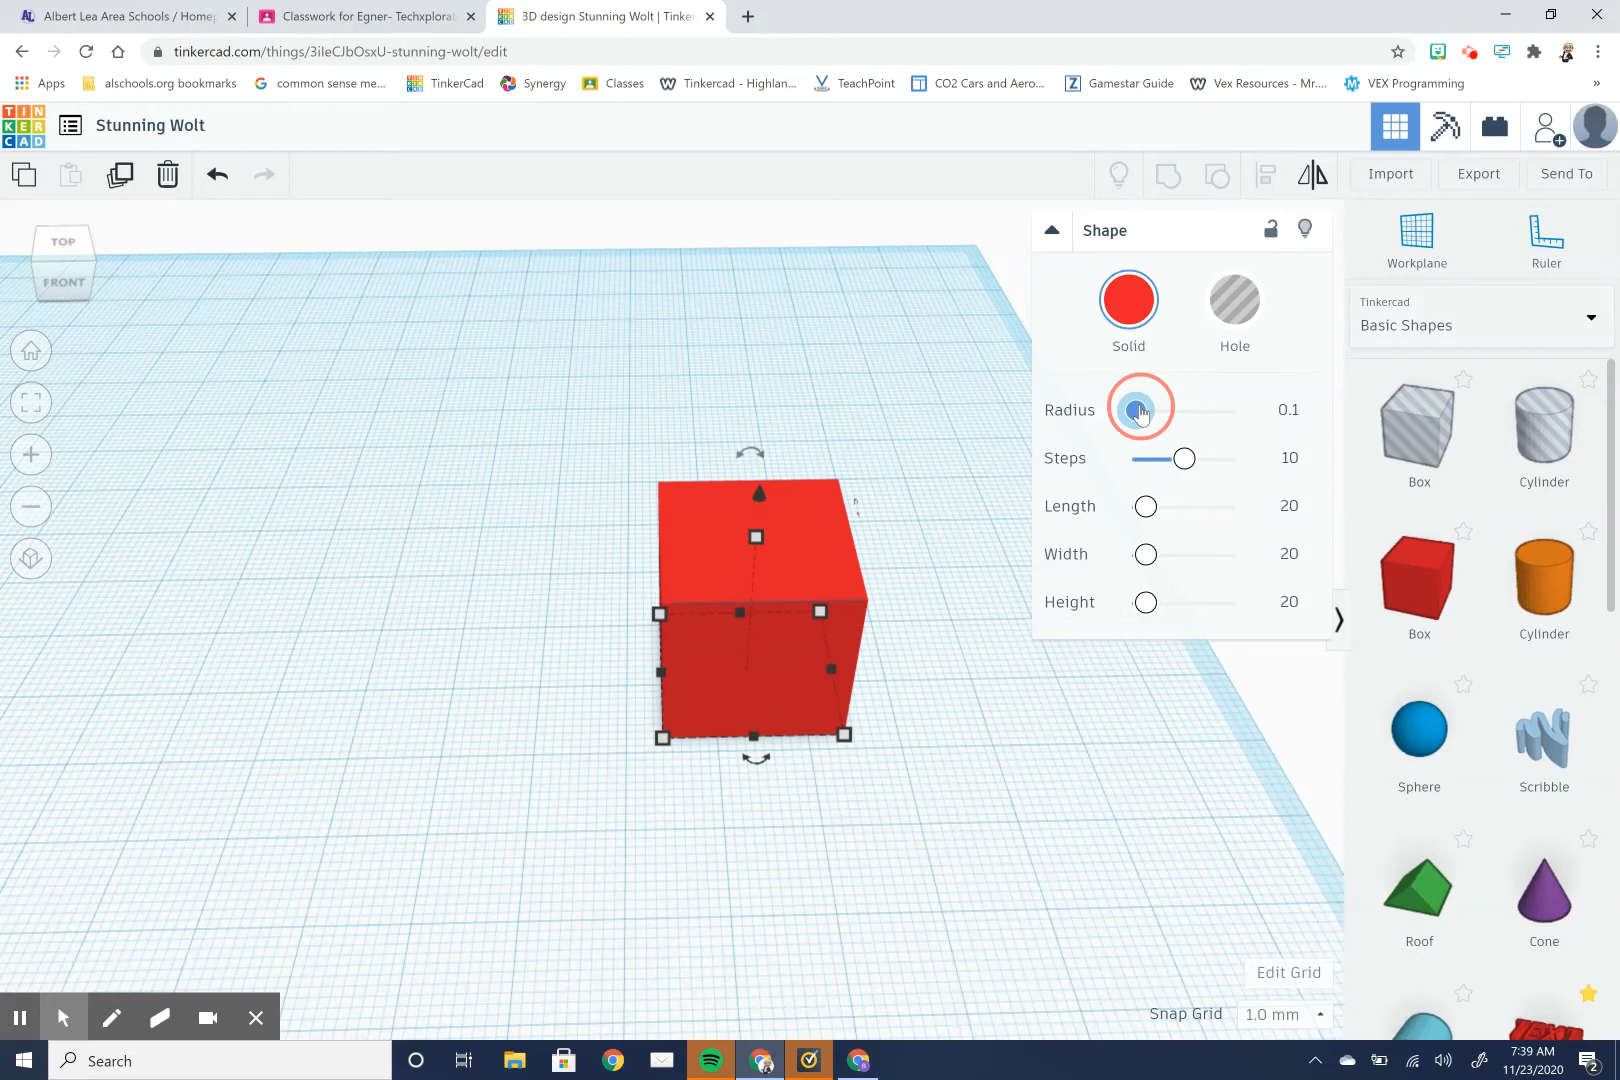 Albert Lea Area Schools / Home
Classwork for Egner- Techxplorat
3D design Stunning Wolt | Tinker
tinkercad.com/things/3ileCJbOsxU-stunning-wolt/edit
Apps
alschools.org bookmarks
common sense me...
TinkerCad
Synergy
Classes
Tinkercad - Highlan...
TeachPoint
CO2 Cars and Aero...
Gamestar Guide
Vex Resources - Mr....
VEX Programming
»
TIN
KER
CAD
Stunning Wolt
Import
Export
Send To
TOP
FRONT
Shape
Solid
Hole
Radius 0.1
Steps 10
Length 20
Width 20
Height 20
Workplane
Ruler
Tinkercad
Basic Shapes
Box
Cylinder
Box
Cylinder
Sphere
Scribble
Roof
Cone
TEXT
Edit Grid
Snap Grid 1.0 mm
Search
7:39 AM
11/23/2020
2